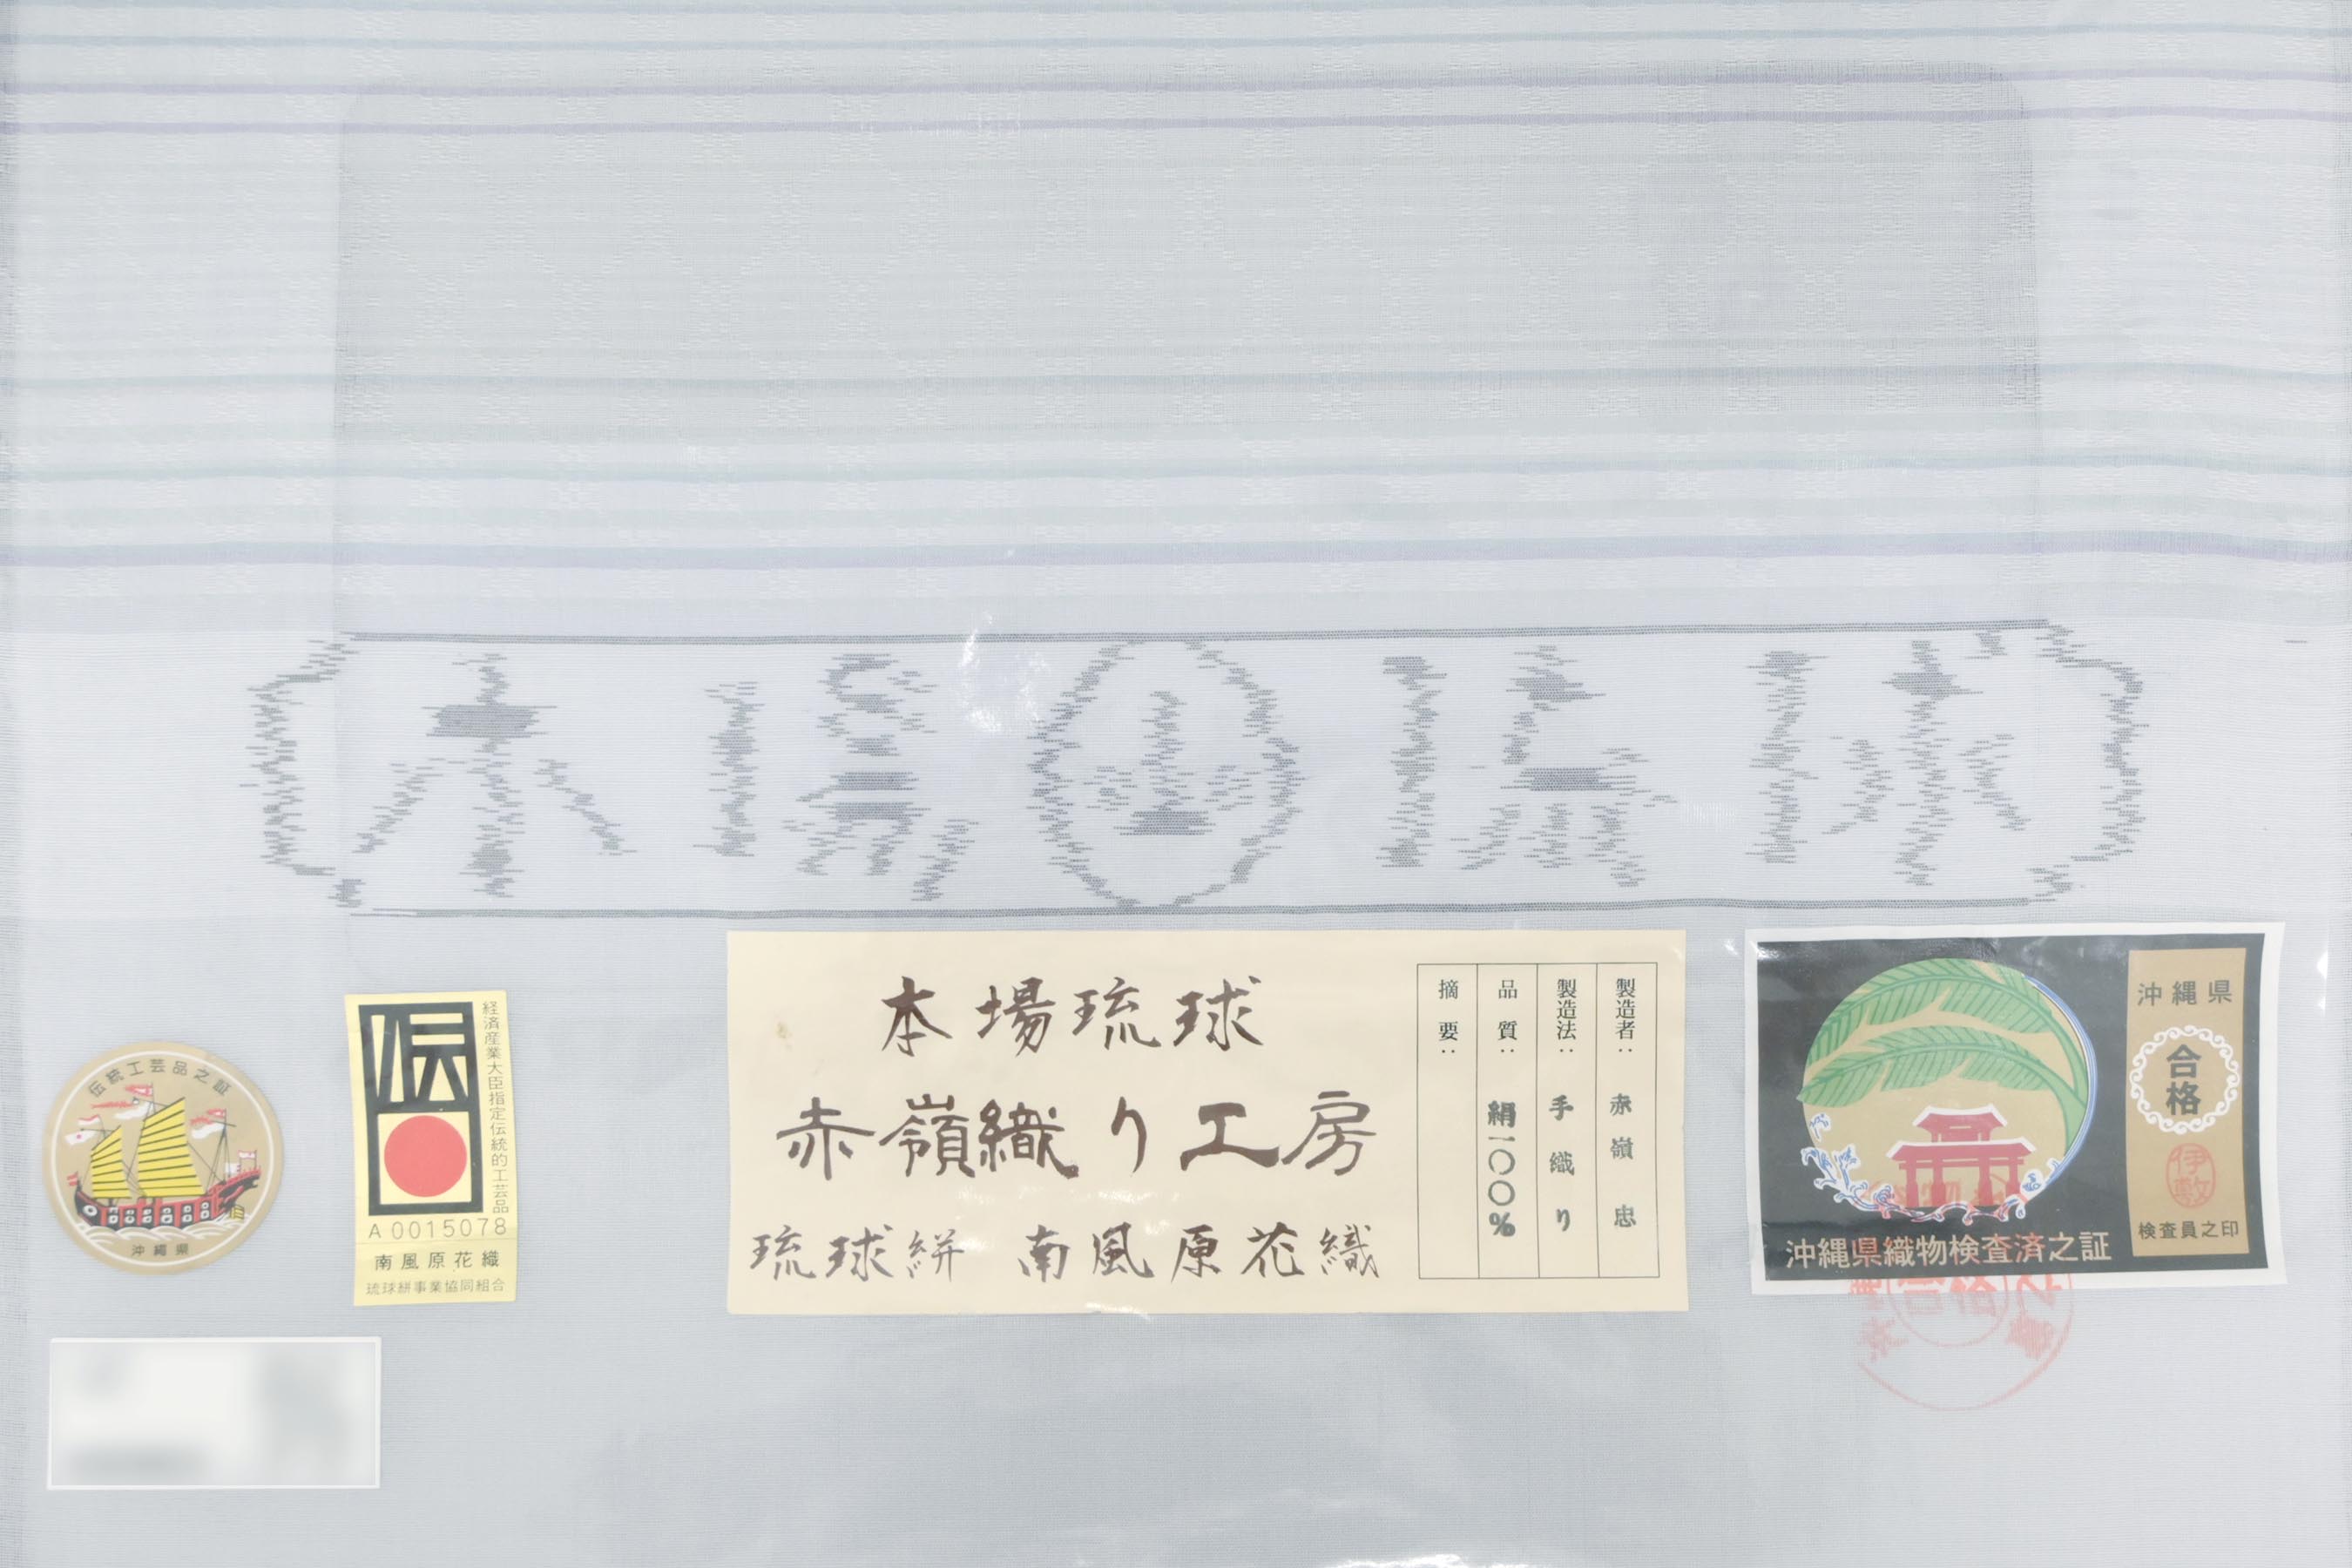 本場琉球
伝統工芸品之証
沖縄県
経済産業大臣指定伝統的工芸品
伝
A0015078
南風原花織
琉球絣事業協同組合
本場琉球
赤嶺織り工房
琉球絣 南風原花織
製造者: 赤嶺 忠
製造法: 手織り
品質: 絹一〇〇%
摘要:
沖縄県
合格
伊敷
検査員之印
沖縄県織物検査済之証